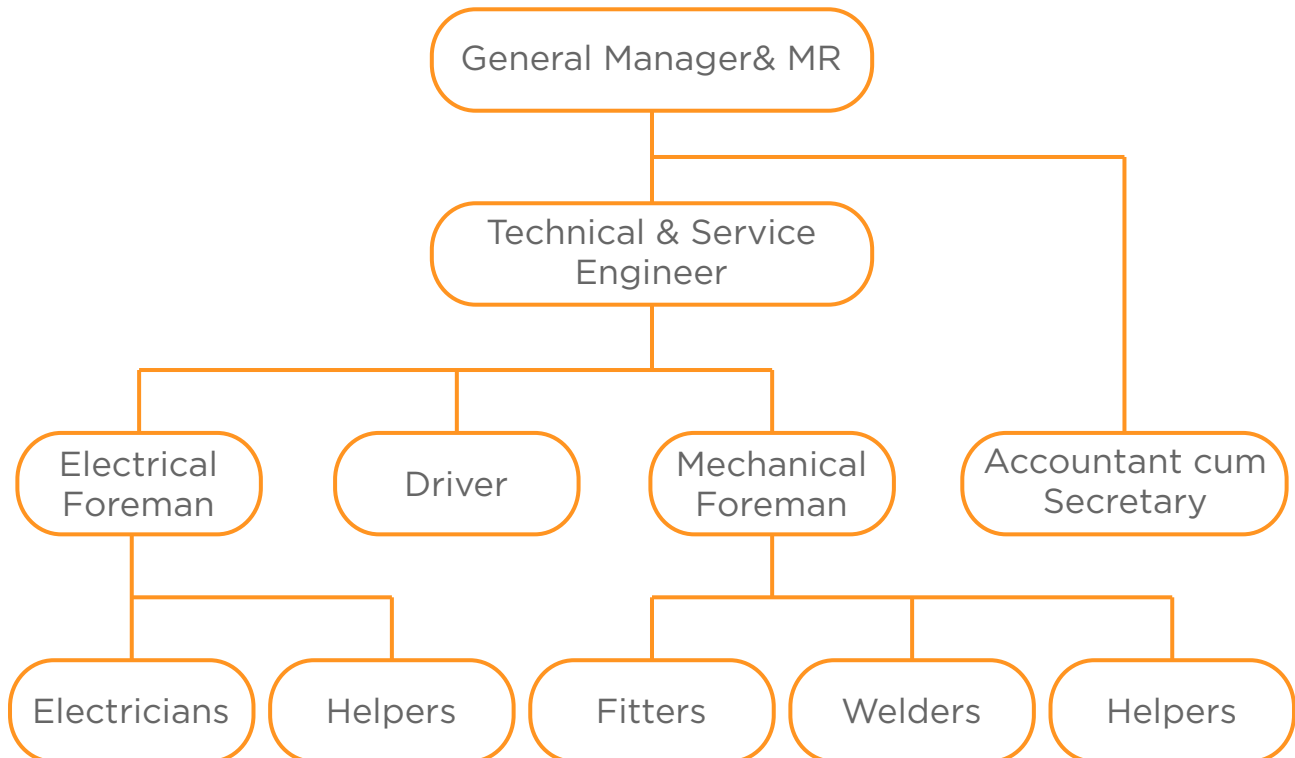 General Manager& MR
Technical & Service
Engineer
Electrical
Foreman
Driver
Mechanical
Foreman
Accountant cum
Secretary
Electricians
Helpers
Fitters
Welders
Helpers